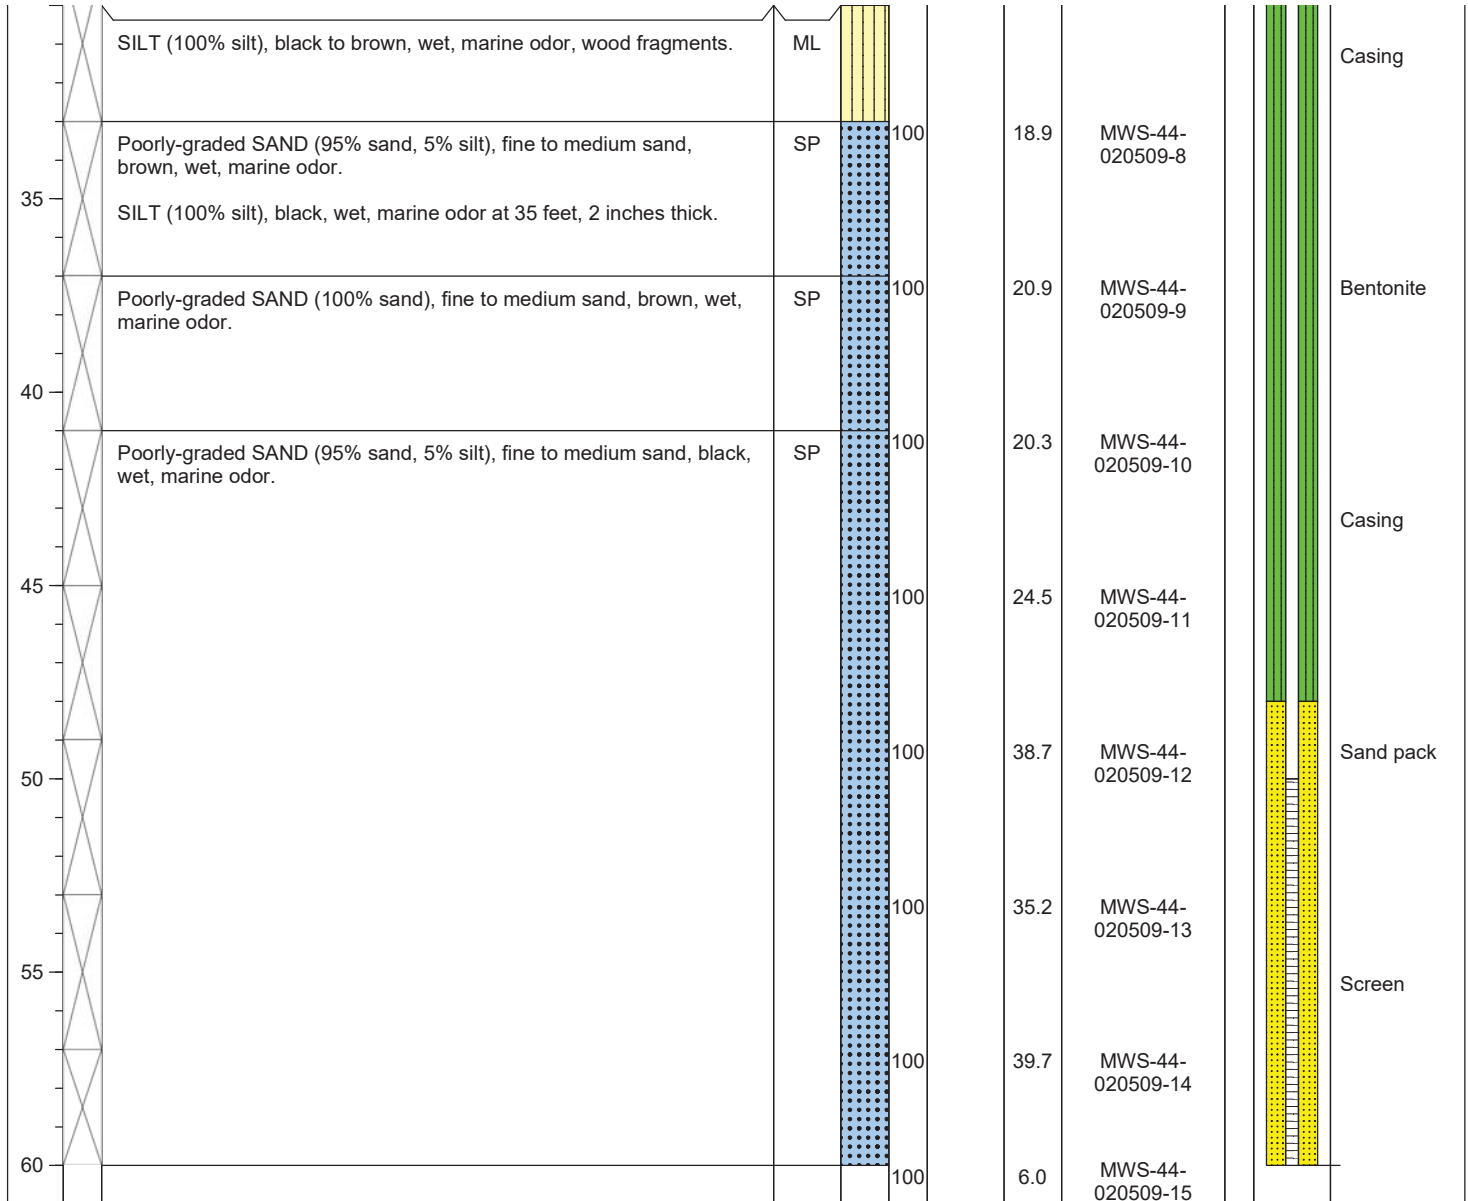 SILT (100% silt), black to brown, wet, marine odor, wood fragments.
ML
Casing
100
18.9
MWS-44-
020509-8
Poorly-graded SAND (95% sand, 5% silt), fine to medium sand,
brown, wet, marine odor.
SP
35
SILT (100% silt), black, wet, marine odor at 35 feet, 2 inches thick.
100
20.9
MWS-44-
020509-9
Bentonite
Poorly-graded SAND (100% sand), fine to medium sand, brown, wet,
marine odor.
SP
40
100
20.3
MWS-44-
020509-10
Poorly-graded SAND (95% sand, 5% silt), fine to medium sand, black,
wet, marine odor.
SP
Casing
45
100
24.5
MWS-44-
020509-11
100
38.7
MWS-44-
020509-12
Sand pack
50
100
35.2
MWS-44-
020509-13
55
Screen
100
39.7
MWS-44-
020509-14
60
100
6.0
MWS-44-
020509-15